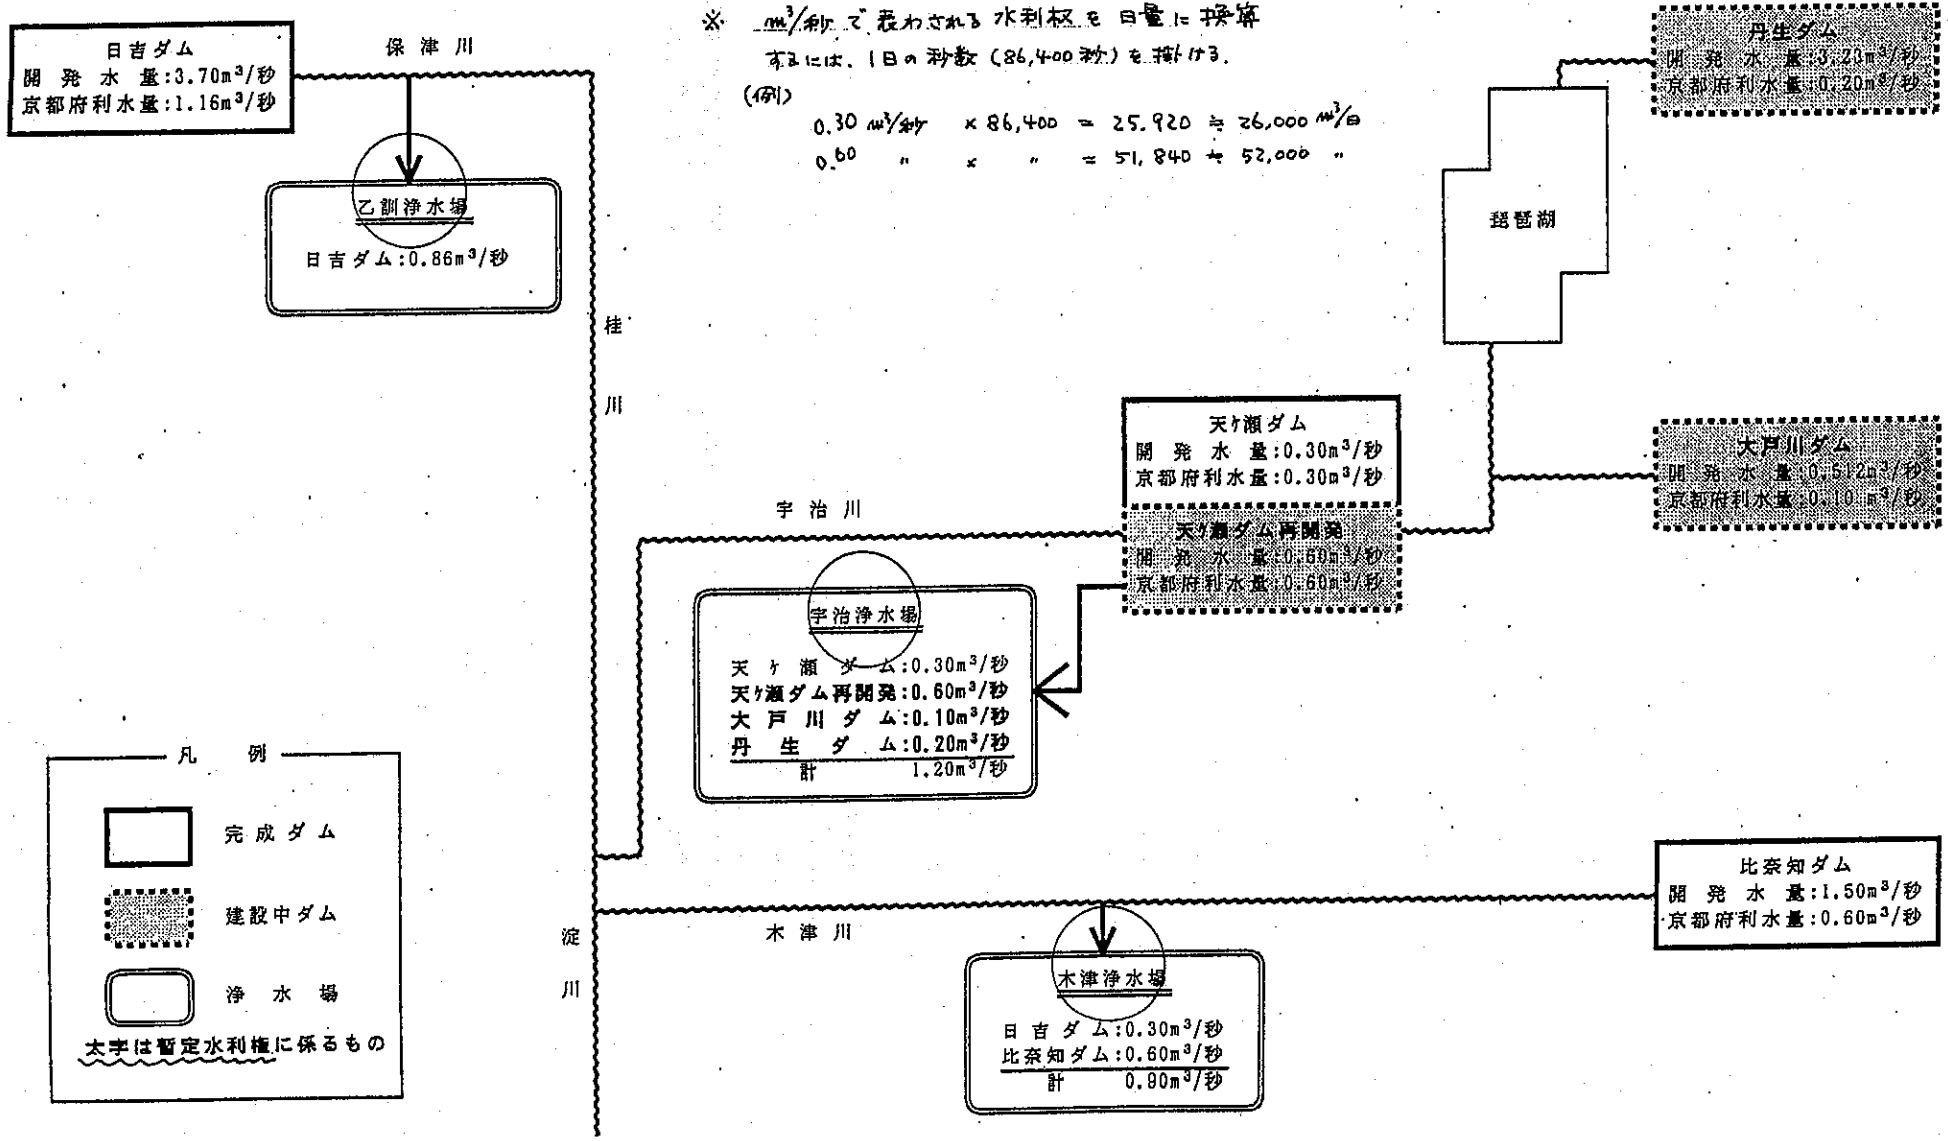 ※ m³/秒で表わされる水利权を日量に換算
するには、1日の秒数(86,400秒)を掛ける。
(例)
0.30 m³/秒 × 86,400 = 25.920 ≒ 26,000 m³/日
0.60 〃 × 〃 = 51,840 ≒ 52,000 〃
日吉ダム
開発水量:3.70m³/秒
京都府利水量:1.16m³/秒
保津川
乙訓浄水場
日吉ダム:0.86m³/秒
桂川
丹生ダム
開発水量:3.23m³/秒
京都府利水量:0.20m³/秒
琵琶湖
天ケ瀬ダム
開発水量:0.30m³/秒
京都府利水量:0.30m³/秒
天ケ瀬ダム再開発
開発水量:0.60m³/秒
京都府利水量:0.60m³/秒
大戸川ダム
開発水量:0.512m³/秒
京都府利水量:0.10m³/秒
宇治川
宇治浄水場
天ケ瀬ダム:0.30m³/秒
天ケ瀬ダム再開発:0.60m³/秒
大戸川ダム:0.10m³/秒
丹生ダム:0.20m³/秒
計 1.20m³/秒
凡例
完成ダム
建設中ダム
浄水場
太字は暫定水利権に係るもの
淀川
木津川
木津浄水場
日吉ダム:0.30m³/秒
比奈知ダム:0.60m³/秒
計 0.90m³/秒
比奈知ダム
開発水量:1.50m³/秒
京都府利水量:0.60m³/秒